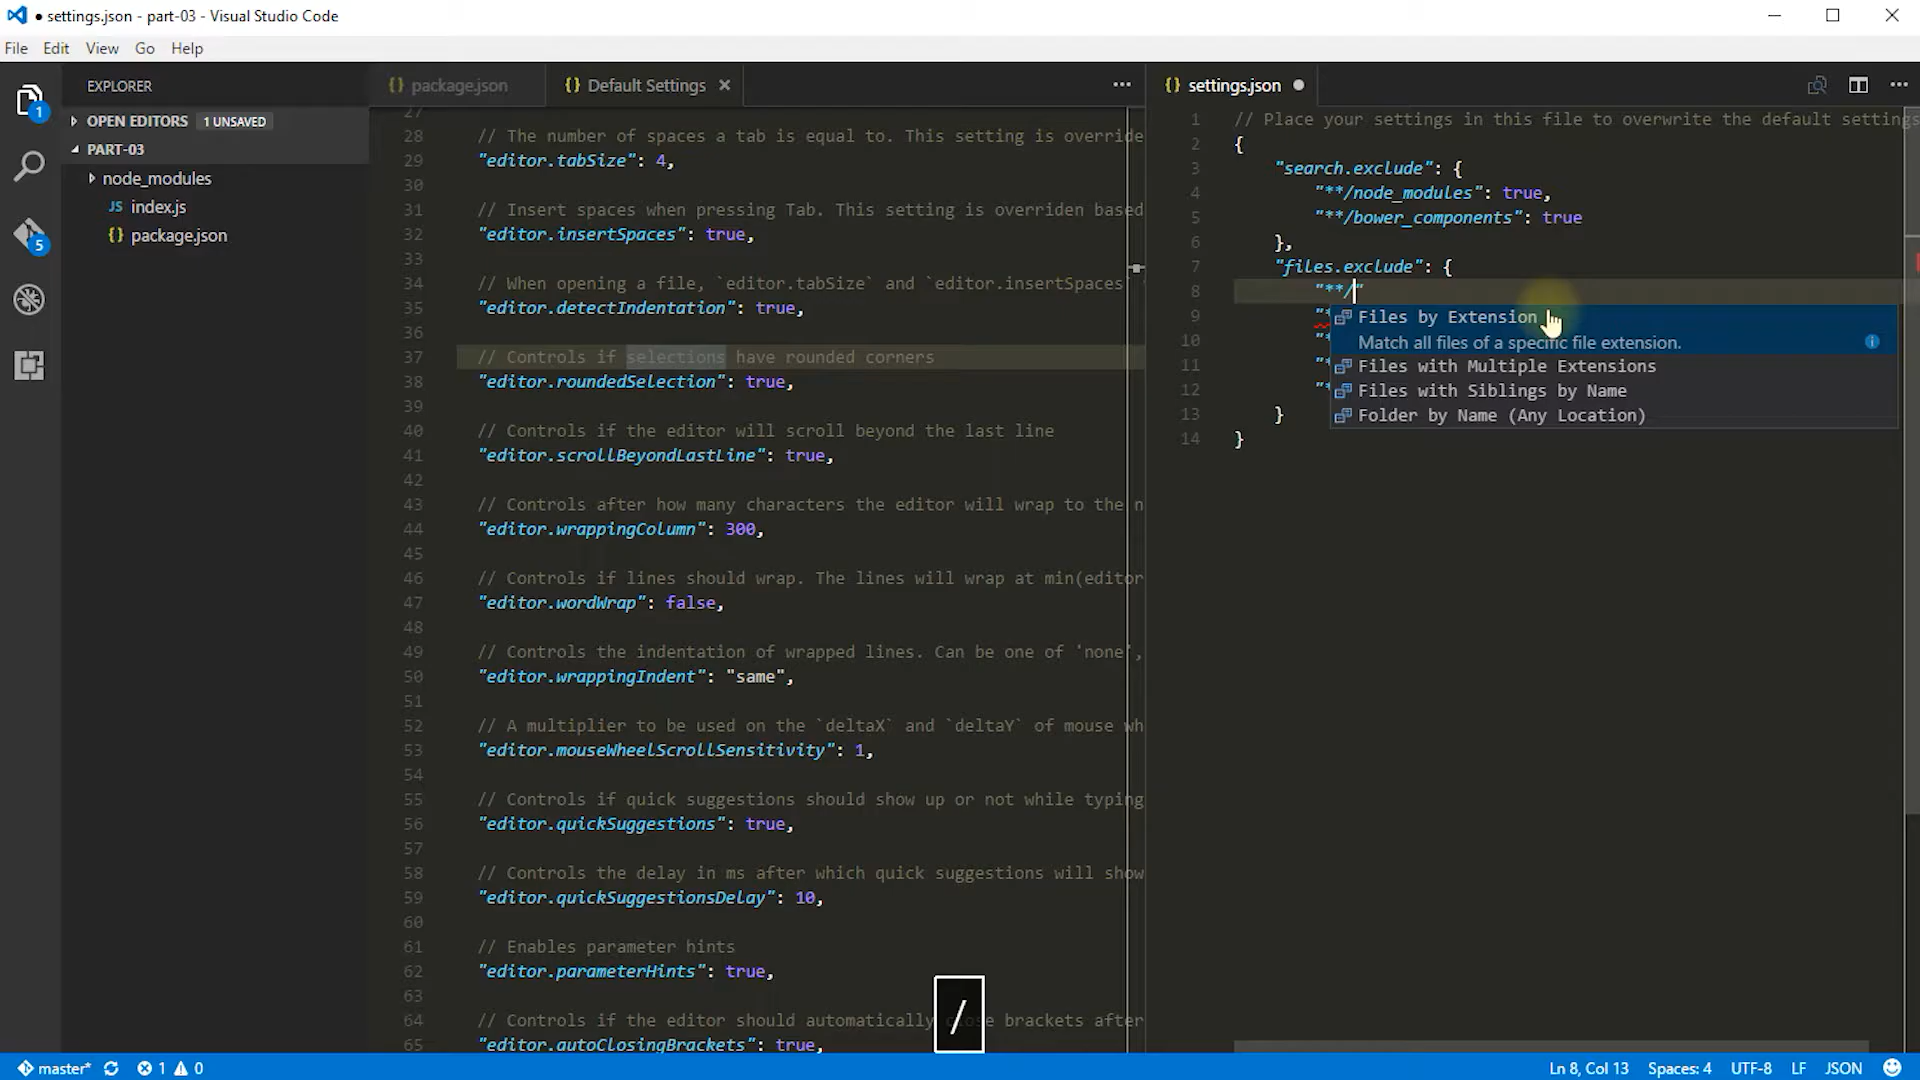 ● settings.json - part-03 - Visual Studio Code
File Edit View Go Help
EXPLORER
OPEN EDITORS 1 UNSAVED
PART-03
node_modules
JS index.js
{} package.json
1
5
{} package.json
{} Default Settings ×
27
28 // The number of spaces a tab is equal to. This setting is override
29 "editor.tabSize": 4,
30
31 // Insert spaces when pressing Tab. This setting is overriden based
32 "editor.insertSpaces": true,
33
34 // When opening a file, `editor.tabSize` and `editor.insertSpaces`
35 "editor.detectIndentation": true,
36
37 // Controls if selections have rounded corners
38 "editor.roundedSelection": true,
39
40 // Controls if the editor will scroll beyond the last line
41 "editor.scrollBeyondLastLine": true,
42
43 // Controls after how many characters the editor will wrap to the n
44 "editor.wrappingColumn": 300,
45
46 // Controls if lines should wrap. The lines will wrap at min(editor
47 "editor.wordWrap": false,
48
49 // Controls the indentation of wrapped lines. Can be one of 'none',
50 "editor.wrappingIndent": "same",
51
52 // A multiplier to be used on the `deltaX` and `deltaY` of mouse wh
53 "editor.mouseWheelScrollSensitivity": 1,
54
55 // Controls if quick suggestions should show up or not while typing
56 "editor.quickSuggestions": true,
57
58 // Controls the delay in ms after which quick suggestions will show
59 "editor.quickSuggestionsDelay": 10,
60
61 // Enables parameter hints
62 "editor.parameterHints": true,
63
64 // Controls if the editor should automatically brackets after
65 "editor.autoClosingBrackets": true,
/
{} settings.json ●
1 // Place your settings in this file to overwrite the default settings
2 {
3 "search.exclude": {
4 "**/node_modules": true,
5 "**/bower_components": true
6 },
7 "files.exclude": {
8 "**/"
9 "*
10 "*
11 "*
12 "*
13 }
14 }
Files by Extension
Match all files of a specific file extension.
Files with Multiple Extensions
Files with Siblings by Name
Folder by Name (Any Location)
master* 1 0
Ln 8, Col 13 Spaces: 4 UTF-8 LF JSON